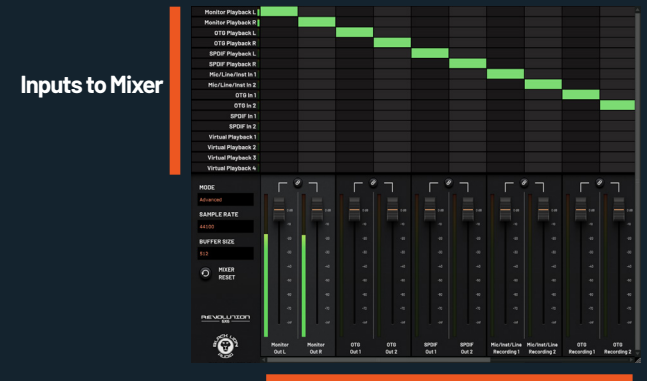 Inputs to Mixer
Monitor Playback L
Monitor Playback R
OTG Playback L
OTG Playback R
SPDIF Playback L
SPDIF Playback R
Mic/Line/Inst In 1
Mic/Line/Inst In 2
OTG In 1
OTG In 2
SPDIF In 1
SPDIF In 2
Virtual Playback 1
Virtual Playback 2
Virtual Playback 3
Virtual Playback 4
MODE
Advanced
SAMPLE RATE
44100
BUFFER SIZE
512
MIXER
RESET
REVOLUTION
BLACK LION
AUDIO
Monitor
Out L
Monitor
Out R
OTG
Out 1
OTG
Out 2
SPDIF
Out 1
SPDIF
Out 2
Mic/Inst/Line
Recording 1
Mic/Inst/Line
Recording 2
OTG
Recording 1
OTG
Recording 2